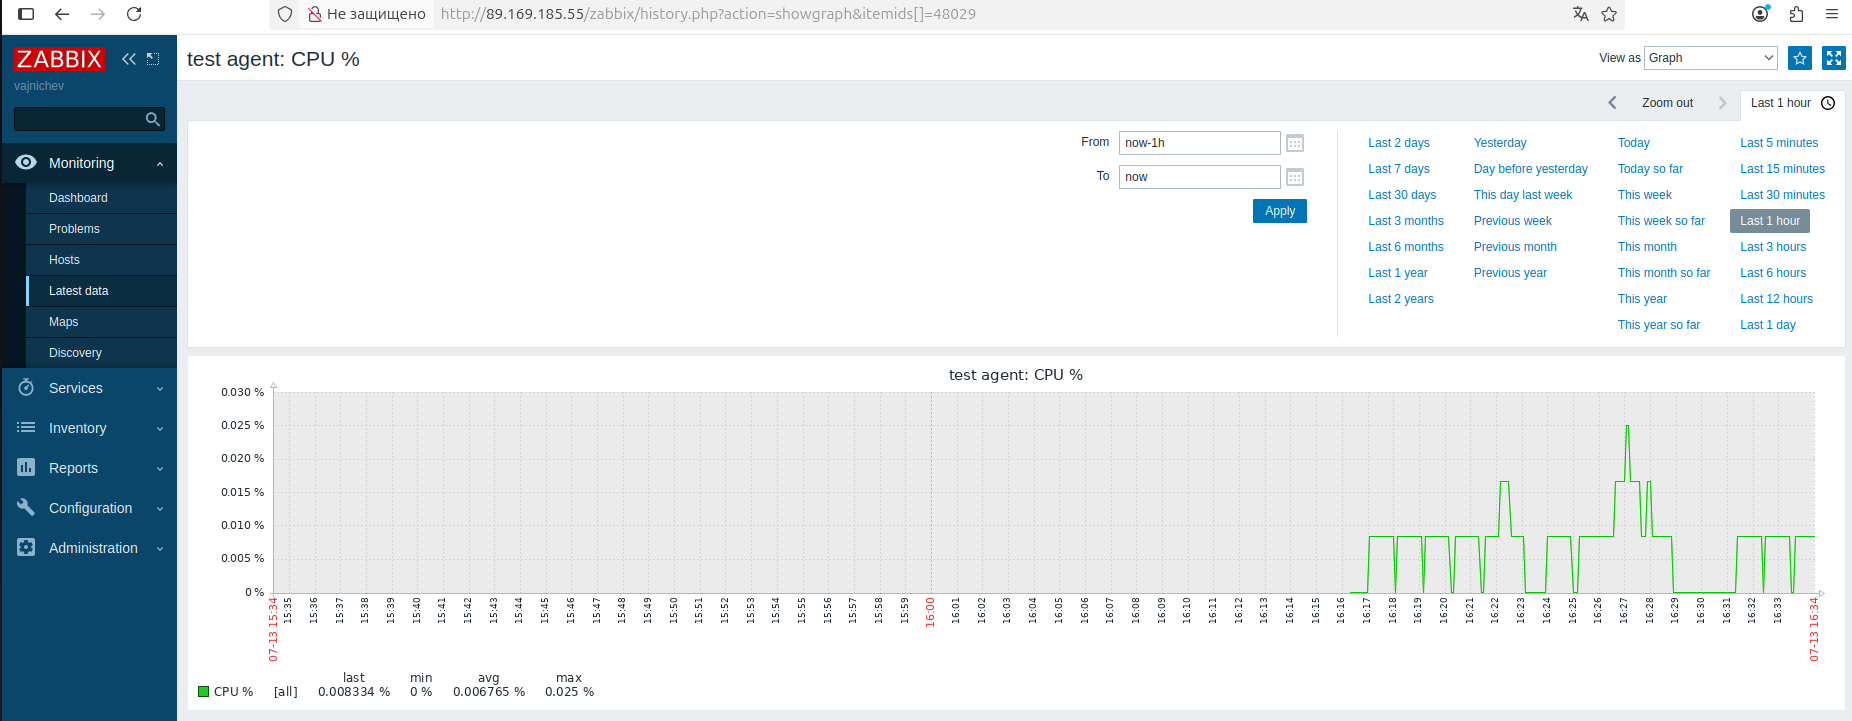 Не защищено http://89.169.185.55/zabbix/history.php?action=showgraph&itemids[]=48029
ZABBIX
vajnichev
Monitoring
Dashboard
Problems
Hosts
Latest data
Maps
Discovery
Services
Inventory
Reports
Configuration
Administration
test agent: CPU %
View as Graph
Zoom out Last 1 hour
From now-1h
To now
Apply
Last 2 days Yesterday Today Last 5 minutes
Last 7 days Day before yesterday Today so far Last 15 minutes
Last 30 days This day last week This week Last 30 minutes
Last 3 months Previous week This week so far Last 1 hour
Last 6 months Previous month This month Last 3 hours
Last 1 year Previous year This month so far Last 6 hours
Last 2 years This year Last 12 hours
This year so far Last 1 day
test agent: CPU %
0.030 %
0.025 %
0.020 %
0.015 %
0.010 %
0.005 %
0 %
07-13 15:34 15:35 15:36 15:37 15:38 15:39 15:40 15:41 15:42 15:43 15:44 15:45 15:46 15:47 15:48 15:49 15:50 15:51 15:52 15:53 15:54 15:55 15:56 15:57 15:58 15:59 16:00 16:01 16:02 16:03 16:04 16:05 16:06 16:07 16:08 16:09 16:10 16:11 16:12 16:13 16:14 16:15 16:16 16:17 16:18 16:19 16:20 16:21 16:22 16:23 16:24 16:25 16:26 16:27 16:28 16:29 16:30 16:31 16:32 16:33 07-13 16:34
last min avg max
CPU % [all] 0.008334 % 0 % 0.006765 % 0.025 %